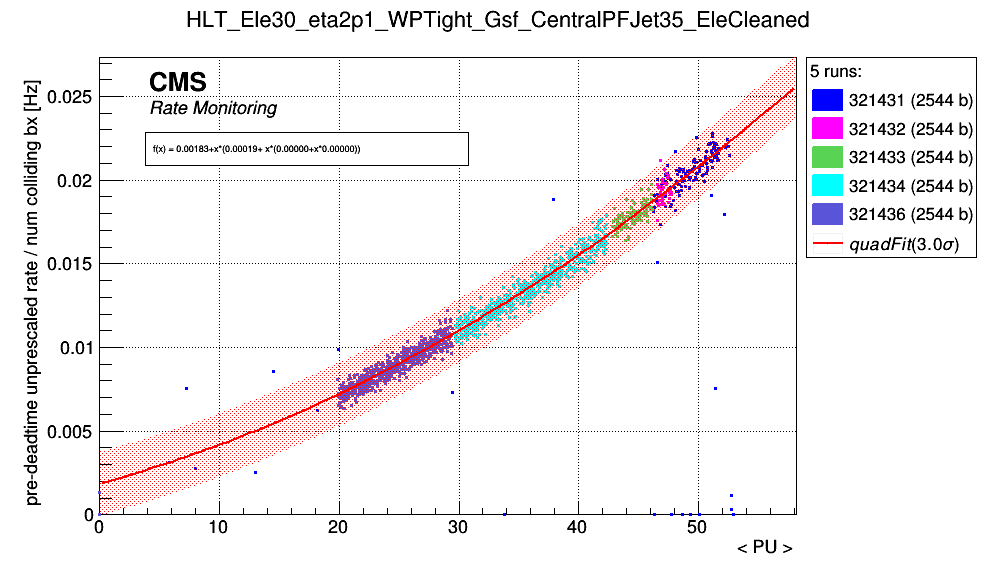 HLT_Ele30_eta2p1_WPTight_Gsf_CentralPFJet35_EleCleaned
pre-deadtime unprescaled rate / num colliding bx [Hz]
CMS
Rate Monitoring
f(x) = 0.00183+x*(0.00019+ x*(0.00000+x*0.00000))
0.025
0.02
0.015
0.01
0.005
0
0 10 20 30 40 50
< PU >
5 runs:
321431 (2544 b)
321432 (2544 b)
321433 (2544 b)
321434 (2544 b)
321436 (2544 b)
quadFit(3.0σ)